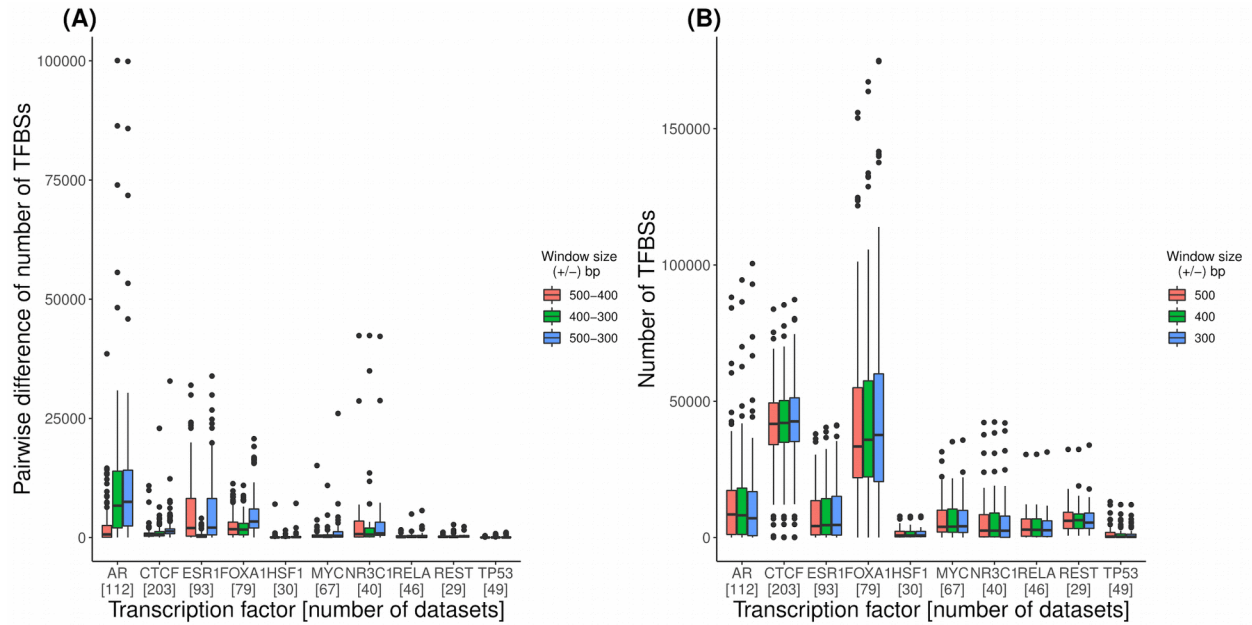 (A)
Pairwise difference of number of TFBSs
100000
75000
50000
25000
0
AR CTCF ESR1 FOXA1 HSF1 MYC NR3C1 RELA REST TP53
[112] [203] [93] [79] [30] [67] [40] [46] [29] [49]
Transcription factor [number of datasets]
Window size
(+/−) bp
500−400
400−300
500−300
(B)
Number of TFBSs
150000
100000
50000
0
AR CTCF ESR1 FOXA1 HSF1 MYC NR3C1 RELA REST TP53
[112] [203] [93] [79] [30] [67] [40] [46] [29] [49]
Transcription factor [number of datasets]
Window size
(+/−) bp
500
400
300